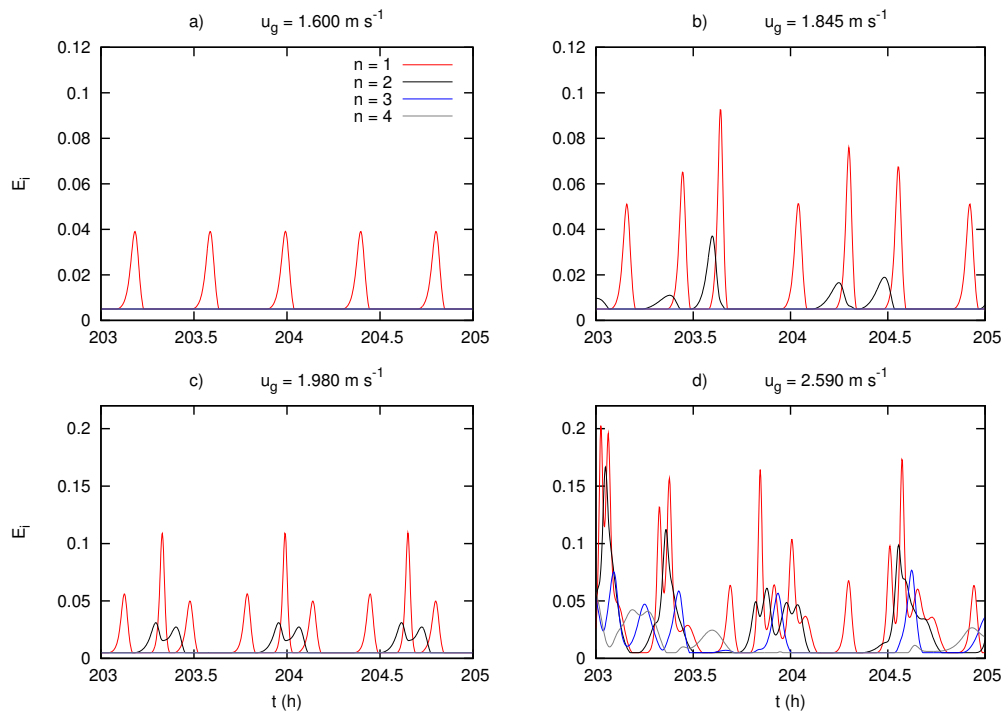 a) u_g = 1.600 m s⁻¹
b) u_g = 1.845 m s⁻¹
n = 1
n = 2
n = 3
n = 4
E_i
0.12
0.1
0.08
0.06
0.04
0.02
0
203 203.5 204 204.5 205
0.12
0.1
0.08
0.06
0.04
0.02
0
203 203.5 204 204.5 205
c) u_g = 1.980 m s⁻¹
d) u_g = 2.590 m s⁻¹
E_i
0.2
0.15
0.1
0.05
0
203 203.5 204 204.5 205
t (h)
0.2
0.15
0.1
0.05
0
203 203.5 204 204.5 205
t (h)